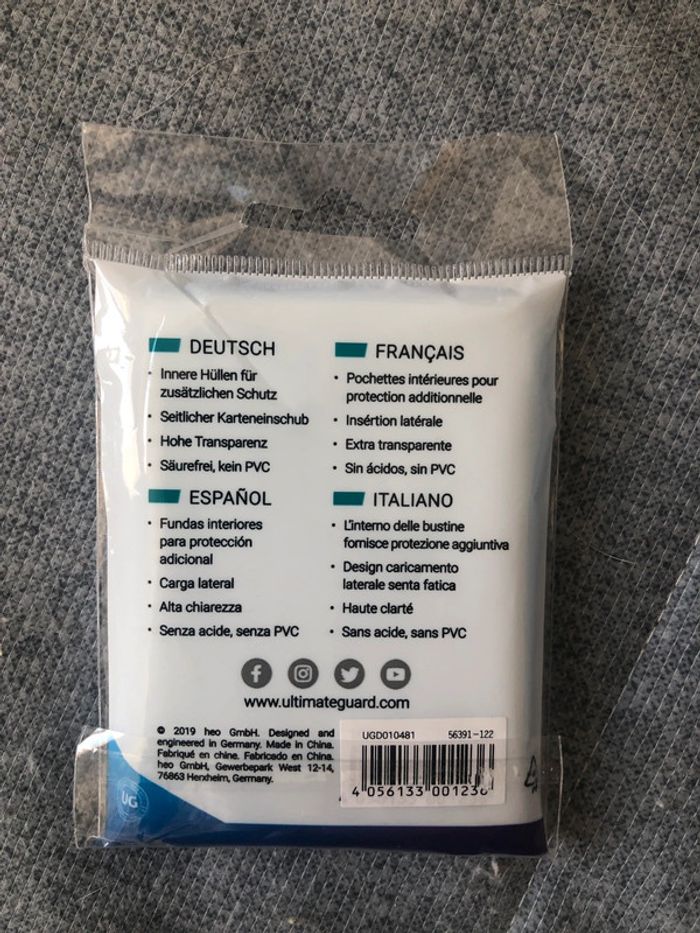 DEUTSCH
• Innere Hüllen für
zusätzlichen Schutz
• Seitlicher Karteneinschub
• Hohe Transparenz
• Säurefrei, kein PVC
FRANÇAIS
• Pochettes intérieures pour
protection additionnelle
• Insértion latérale
• Extra transparente
• Sin ácidos, sin PVC
ESPAÑOL
• Fundas interiores
para protección
adicional
• Carga lateral
• Alta chiarezza
• Senza acide, senza PVC
ITALIANO
• L'interno delle bustine
fornisce protezione aggiuntiva
• Design caricamento
laterale senta fatica
• Haute clarté
• Sans acide, sans PVC
www.ultimateguard.com
© 2019 heo GmbH. Designed and
engineered in Germany. Made in China.
Fabriqué en chine. Fabricado en China.
heo GmbH, Gewerbepark West 12-14,
76863 Herxheim, Germany.
UGD010481 56391-122
4 056133 001236
UG